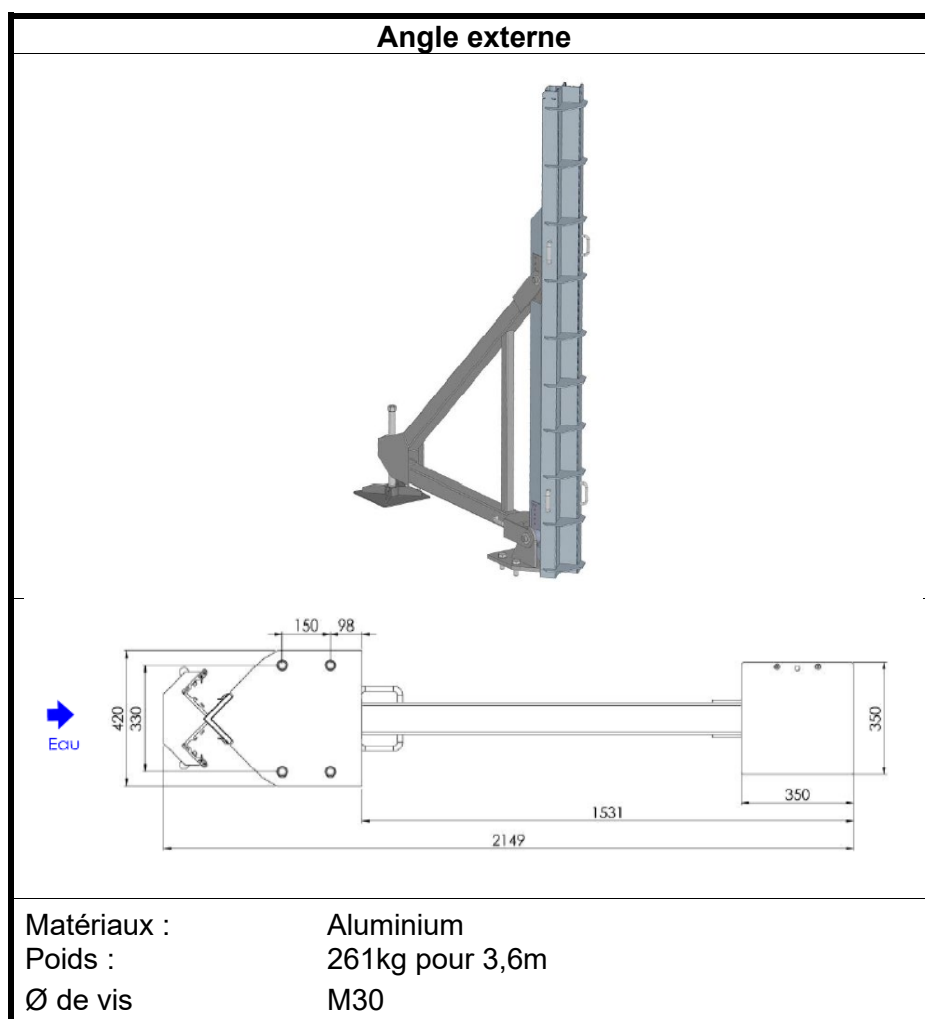 Angle externe
150
98
420
330
Eau
350
350
1531
2149
Matériaux : Aluminium
Poids : 261kg pour 3,6m
Ø de vis M30